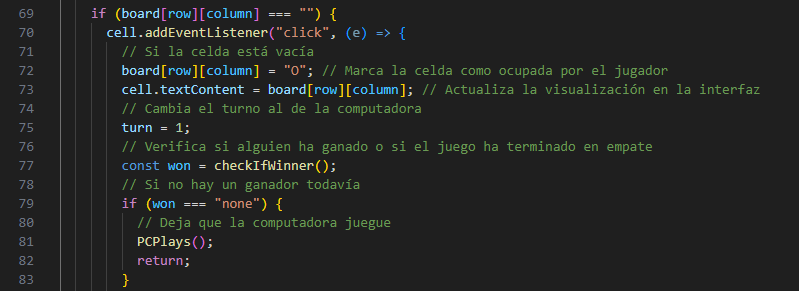 69 if (board[row][column] === "") {
70 cell.addEventListener("click", (e) => {
71 // Si la celda está vacía
72 board[row][column] = "O"; // Marca la celda como ocupada por el jugador
73 cell.textContent = board[row][column]; // Actualiza la visualización en la interfaz
74 // Cambia el turno al de la computadora
75 turn = 1;
76 // Verifica si alguien ha ganado o si el juego ha terminado en empate
77 const won = checkIfWinner();
78 // Si no hay un ganador todavía
79 if (won === "none") {
80 // Deja que la computadora juegue
81 PCPlays();
82 return;
83 }